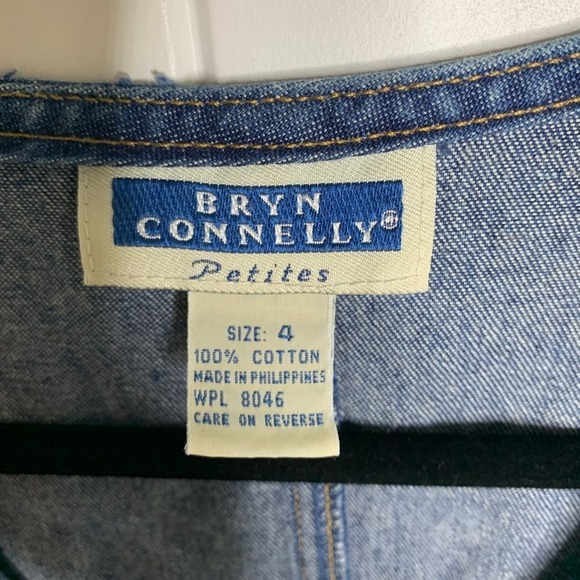 BRYN
CONNELLY®
Petites
SIZE: 4
100% COTTON
MADE IN PHILIPPINES
WPL 8046
CARE ON REVERSE